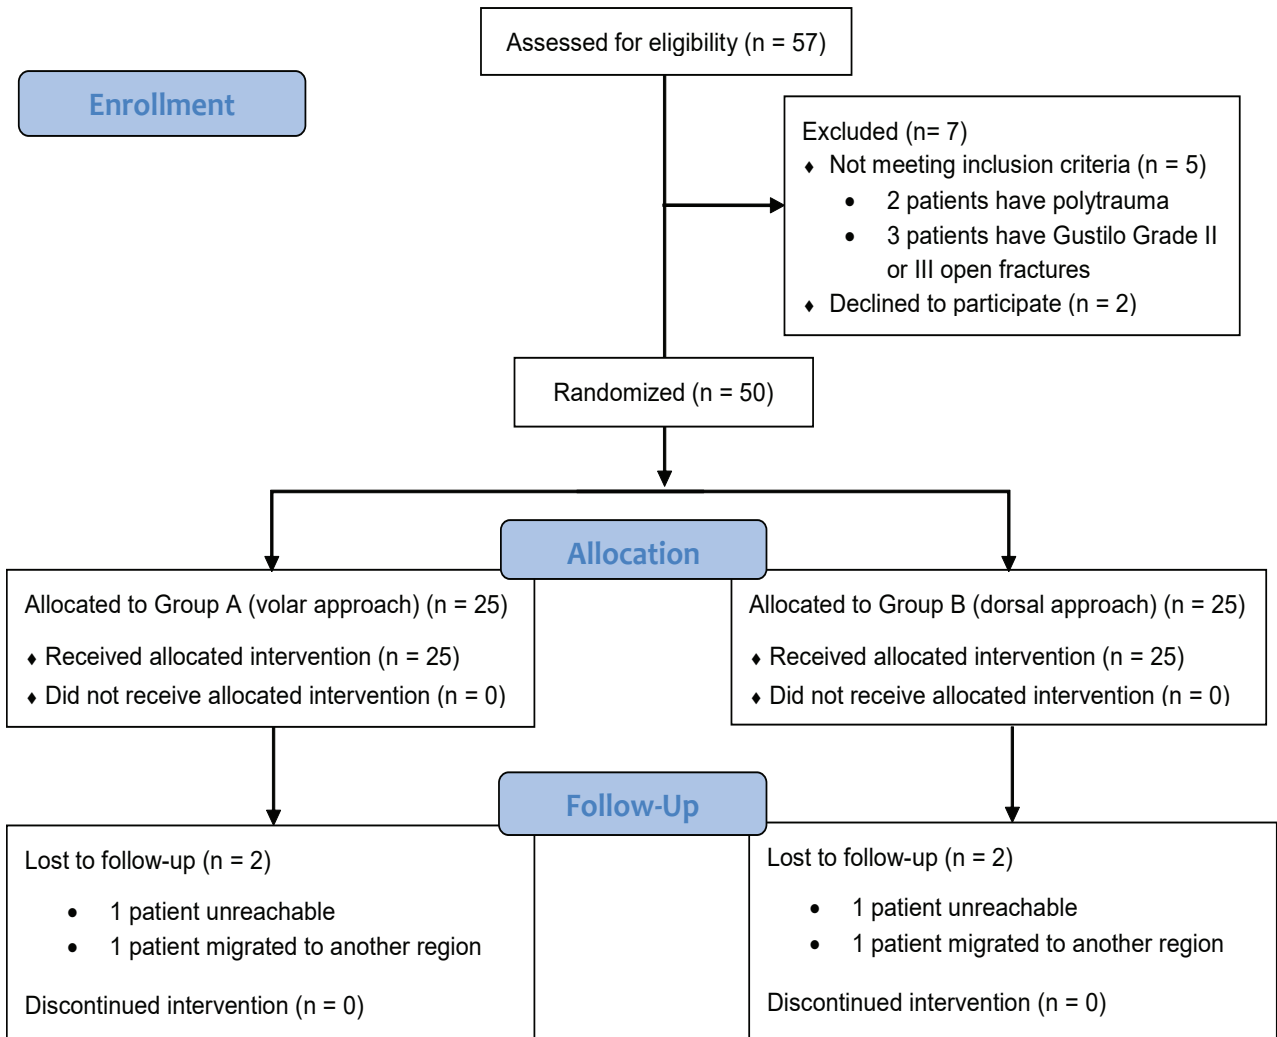 Assessed for eligibility (n = 57)
Enrollment
Excluded (n= 7)
♦ Not meeting inclusion criteria (n = 5)
• 2 patients have polytrauma
• 3 patients have Gustilo Grade II
or III open fractures
♦ Declined to participate (n = 2)
Randomized (n = 50)
Allocation
Allocated to Group A (volar approach) (n = 25)
♦ Received allocated intervention (n = 25)
♦ Did not receive allocated intervention (n = 0)
Allocated to Group B (dorsal approach) (n = 25)
♦ Received allocated intervention (n = 25)
♦ Did not receive allocated intervention (n = 0)
Follow-Up
Lost to follow-up (n = 2)
• 1 patient unreachable
• 1 patient migrated to another region
Discontinued intervention (n = 0)
Lost to follow-up (n = 2)
• 1 patient unreachable
• 1 patient migrated to another region
Discontinued intervention (n = 0)